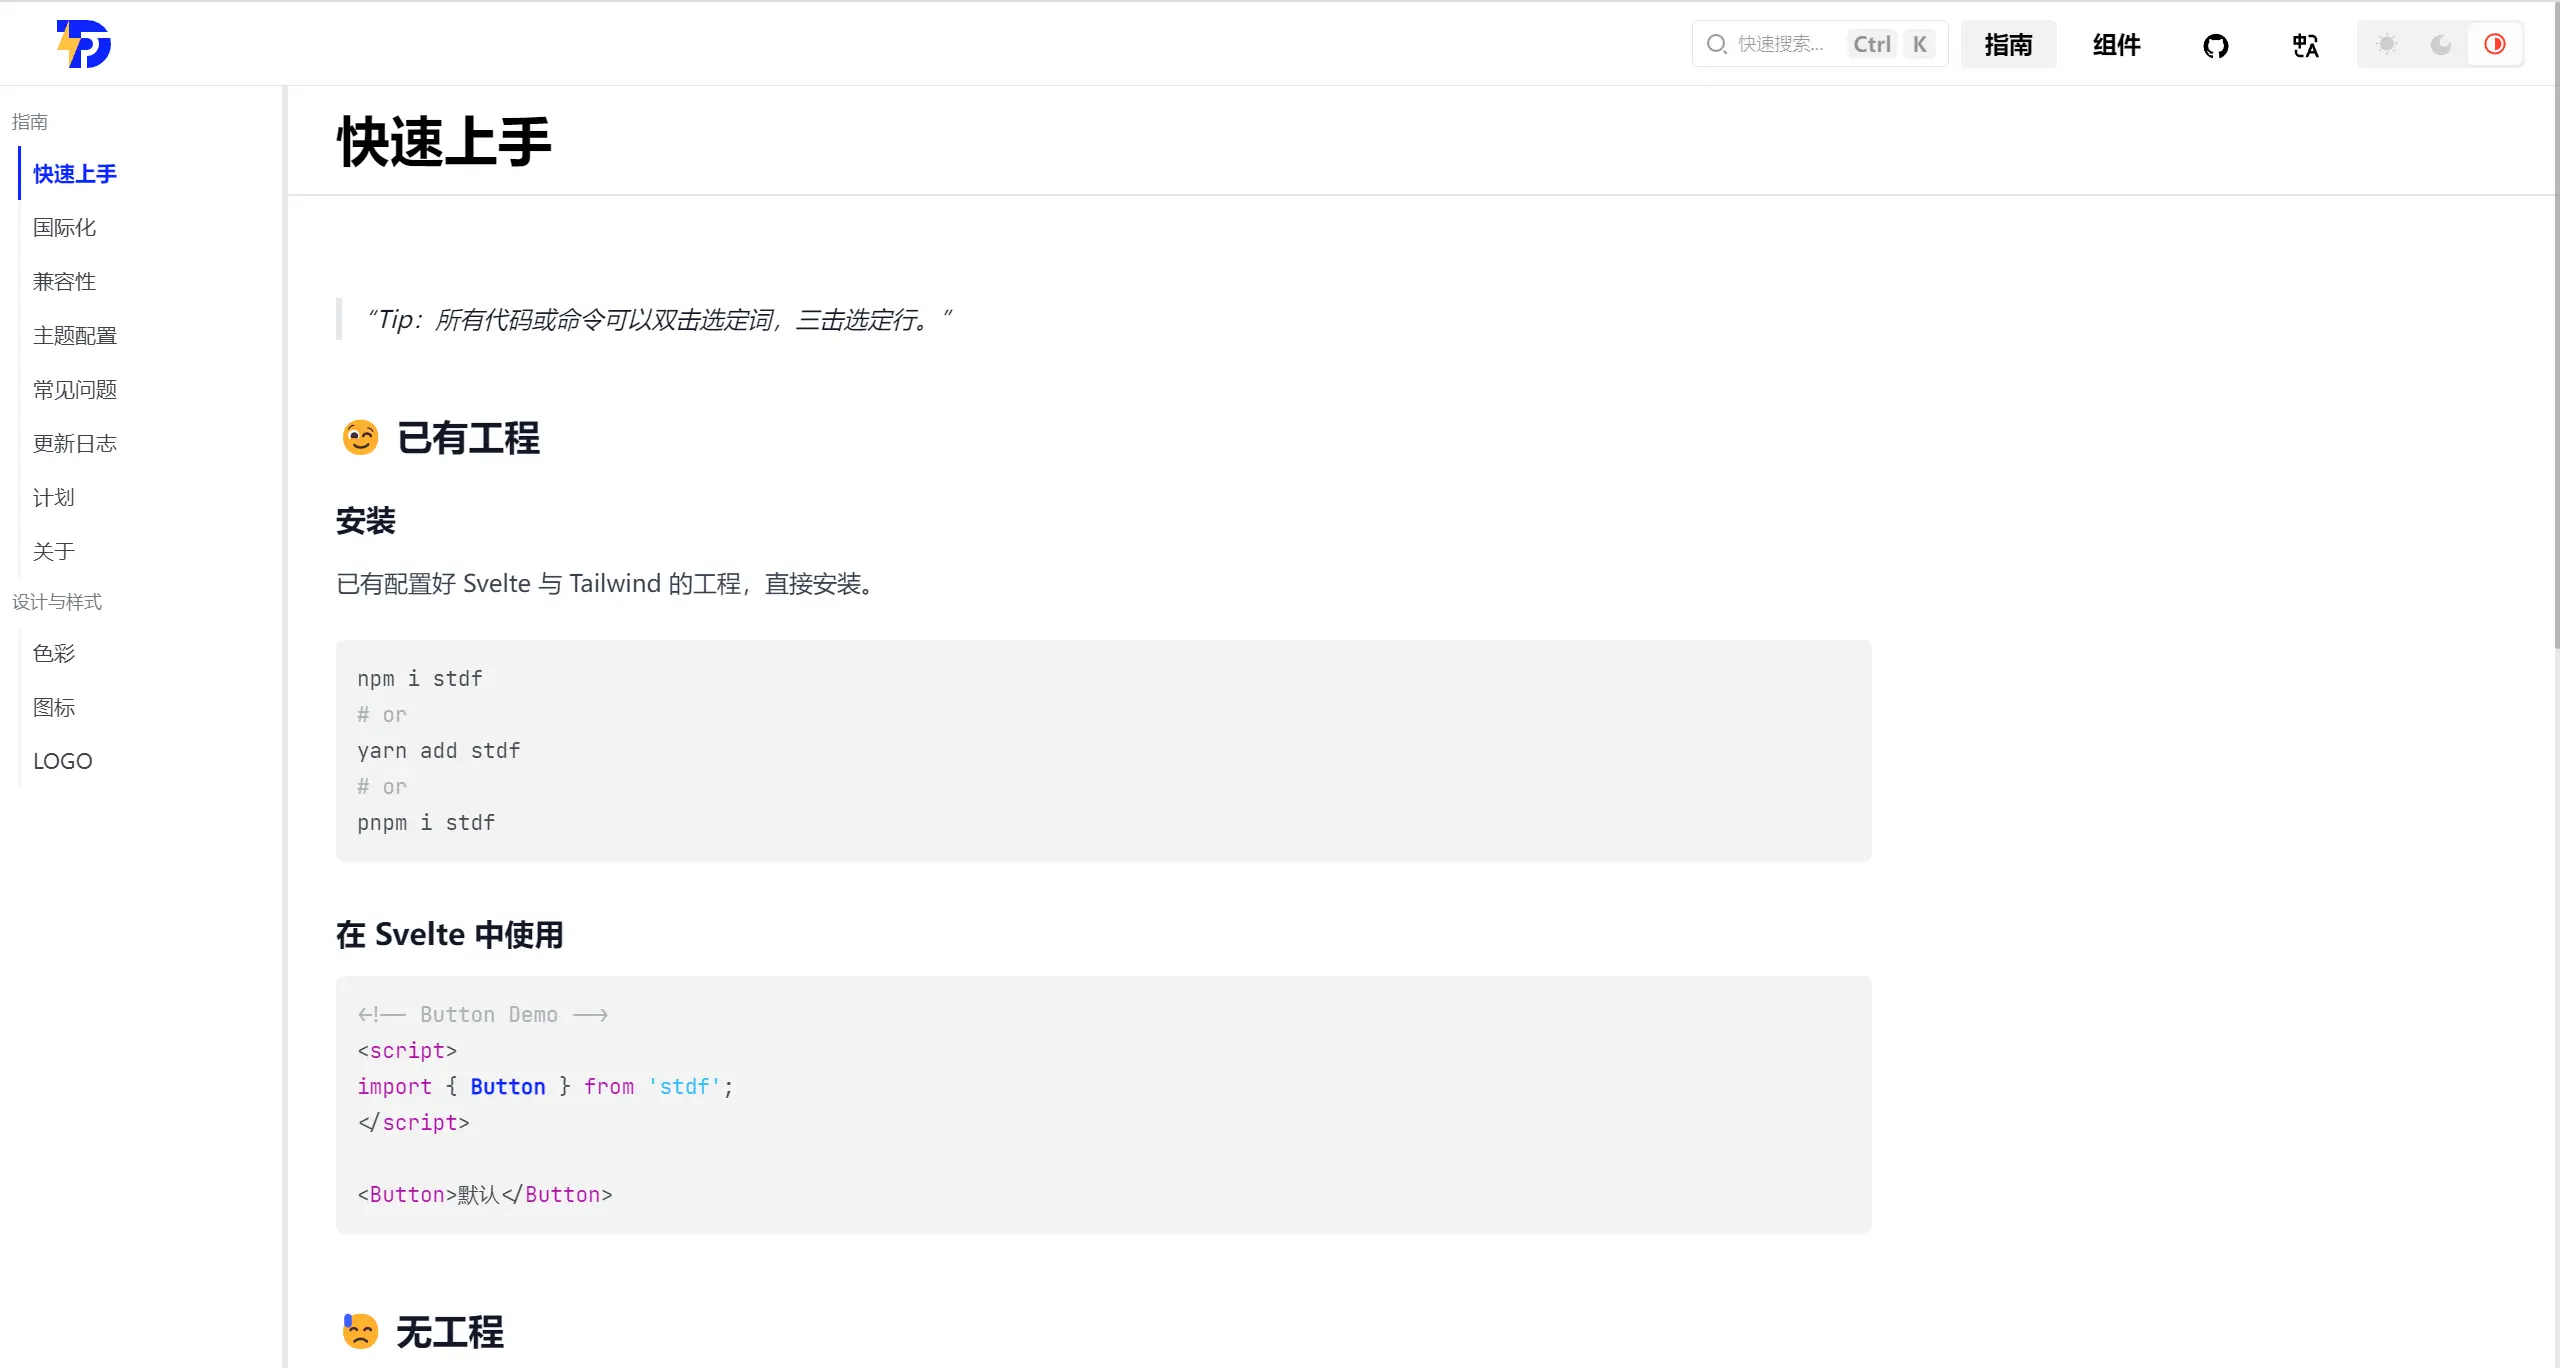 快速搜索... Ctrl K 指南 组件
指南
快速上手
国际化
兼容性
主题配置
常见问题
更新日志
计划
关于
设计与样式
色彩
图标
LOGO
快速上手
“Tip：所有代码或命令可以双击选定词，三击选定行。”
已有工程
安装
已有配置好 Svelte 与 Tailwind 的工程，直接安装。
npm i stdf
# or
yarn add stdf
# or
pnpm i stdf
在 Svelte 中使用
<!-- Button Demo -->
<script>
import { Button } from 'stdf';
</script>
<Button>默认</Button>
无工程